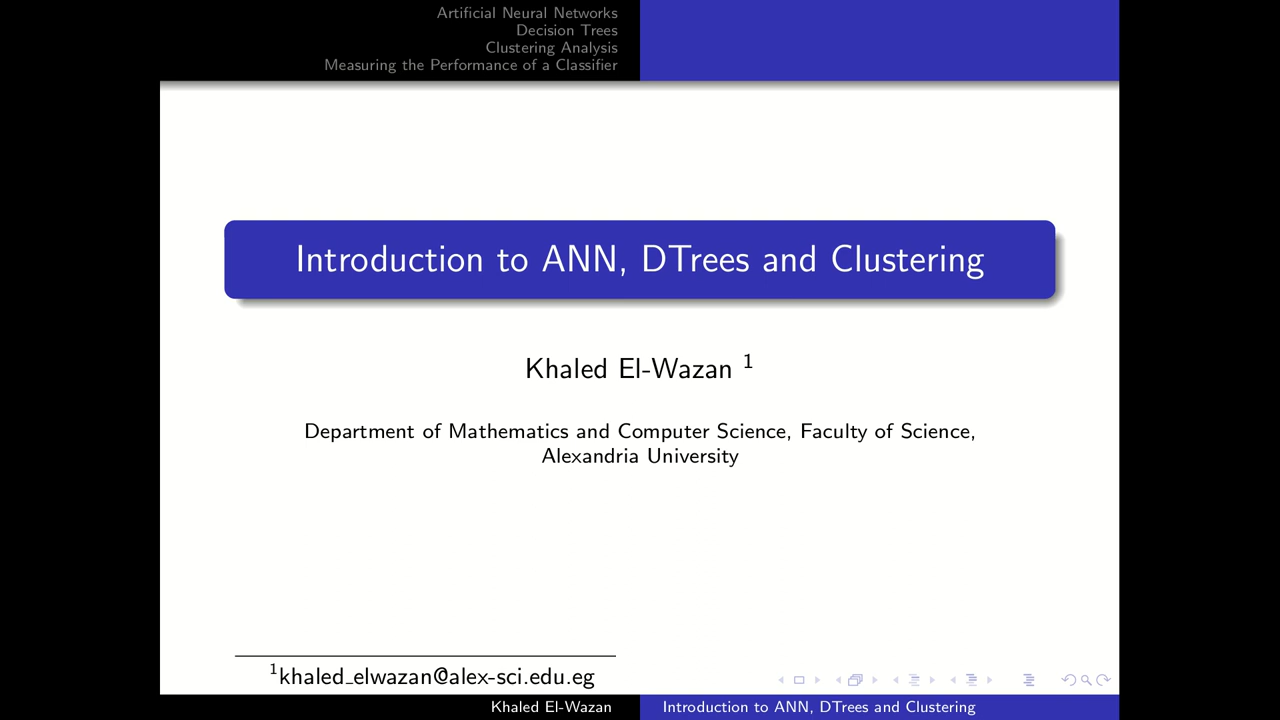 Artificial Neural Networks
Decision Trees
Clustering Analysis
Measuring the Performance of a Classifier
Introduction to ANN, DTrees and Clustering
Khaled El-Wazan 1
Department of Mathematics and Computer Science, Faculty of Science,
Alexandria University
1khaled_elwazan@alex-sci.edu.eg
Khaled El-Wazan
Introduction to ANN, DTrees and Clustering